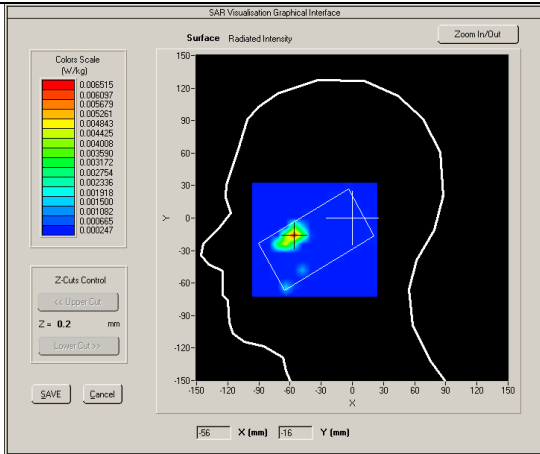 SAR Visualisation Graphical Interface
Surface Radiated Intensity
Zoom In/Out
Colors Scale
(W/kg)
0.006515
0.006097
0.005679
0.005261
0.004843
0.004425
0.004008
0.003590
0.003172
0.002754
0.002336
0.001918
0.001500
0.001082
0.000665
0.000247
Z-Cuts Control
<< Upper Cut
Z = 0.2 mm
Lower Cut >>
SAVE Cancel
150
120
90
60
30
0
-30
-60
-90
-120
-150
Y
-150 -120 -90 -60 -30 0 30 60 90 120 150
X
-56 X (mm) -16 Y (mm)